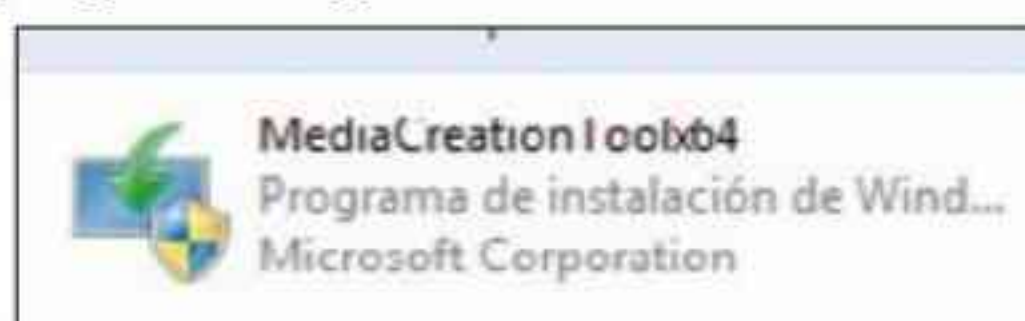 MediaCreationToolx64
Programa de instalación de Wind...
Microsoft Corporation